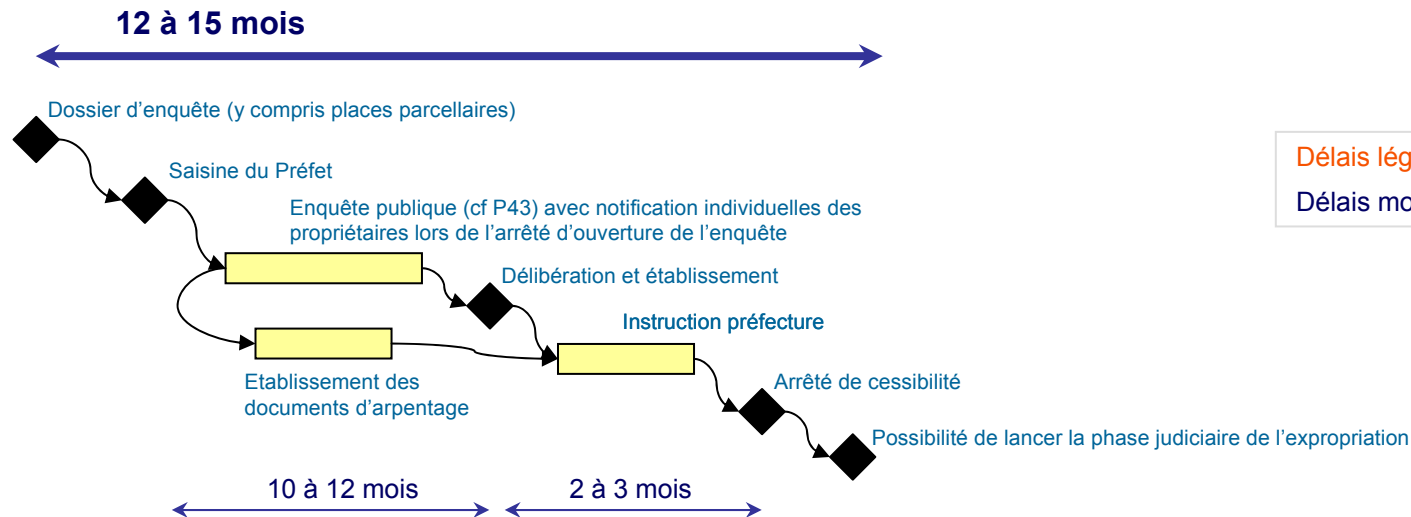 12 à 15 mois
Dossier d’enquête (y compris places parcellaires)
Saisine du Préfet
Délais
Délais
Enquête publique (cf P43) avec notification individuelles des
propriétaires lors de l’arrêté d’ouverture de l’enquête
Délibération et établissement
Instruction préfecture
Etablissement des
documents d’arpentage
Arrêté de cessibilité
Possibilité de lancer la phase judiciaire de l’expropriation
10 à 12 mois
2 à 3 mois